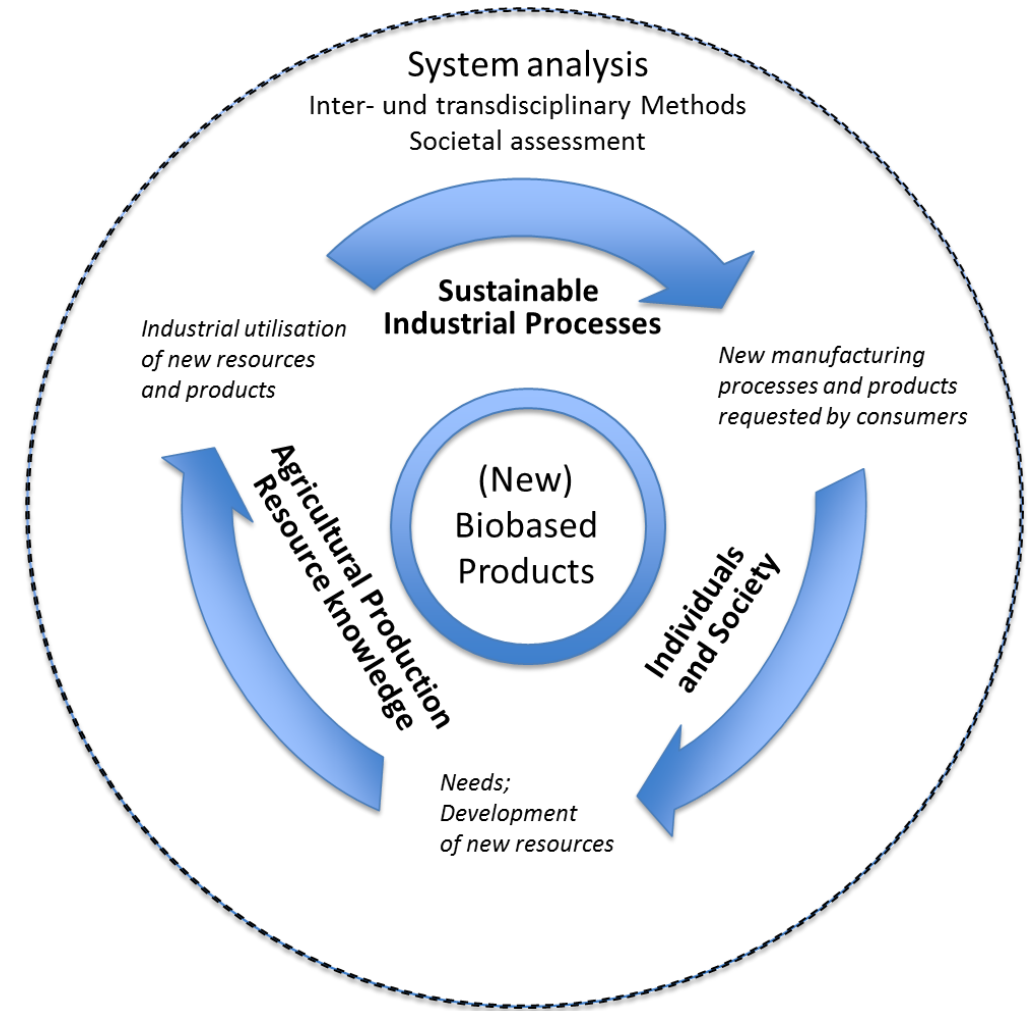 System analysis
Inter- und transdisciplinary Methods
Societal assessment
Sustainable
Industrial Processes
Industrial utilisation
of new resources
and products
New manufacturing
processes and products
requested by consumers
(New)
Biobased
Products
Agricultural Production
Resource knowledge
Individuals
and Society
Needs;
Development
of new resources